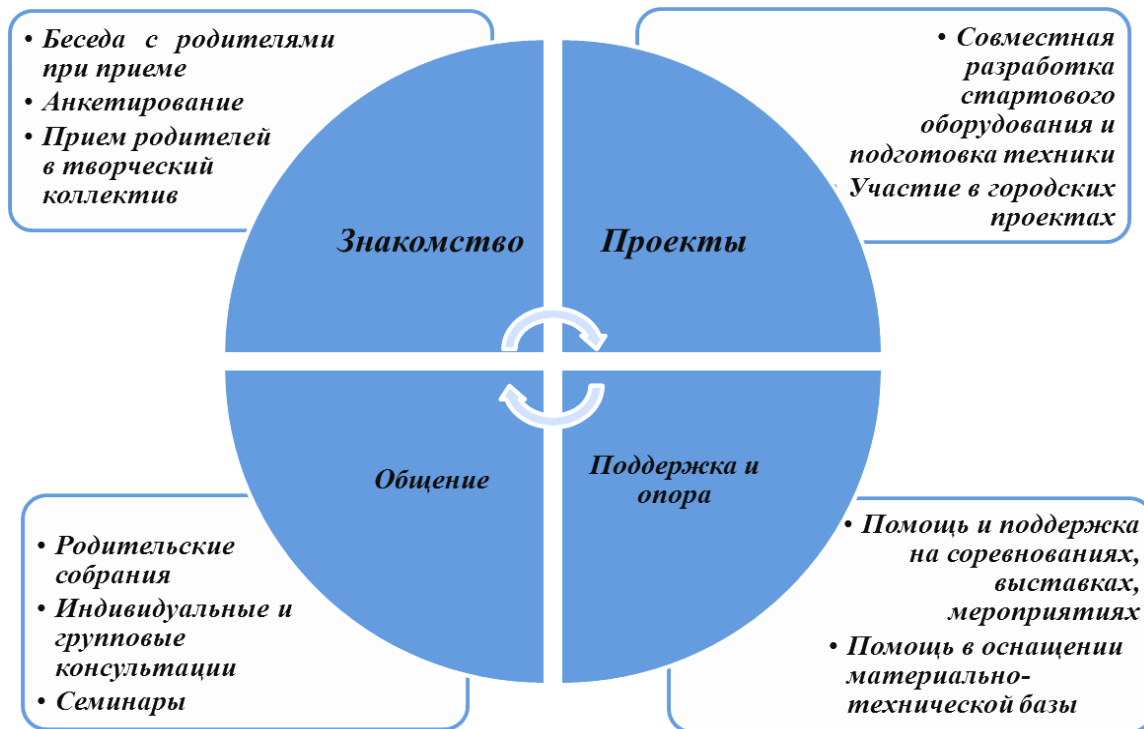 • Беседа с родителями
при приеме
• Анкетирование
• Прием родителей
в творческий
коллектив
Знакомство
• Совместная
разработка
стартового
оборудования и
подготовка техники
Участие в городских
проектах
Проекты
Общение
• Родительские
собрания
• Индивидуальные и
групповые
консультации
• Семинары
Поддержка и
опора
• Помощь и поддержка
на соревнованиях,
выставках,
мероприятиях
• Помощь в оснащении
материально-
технической базы